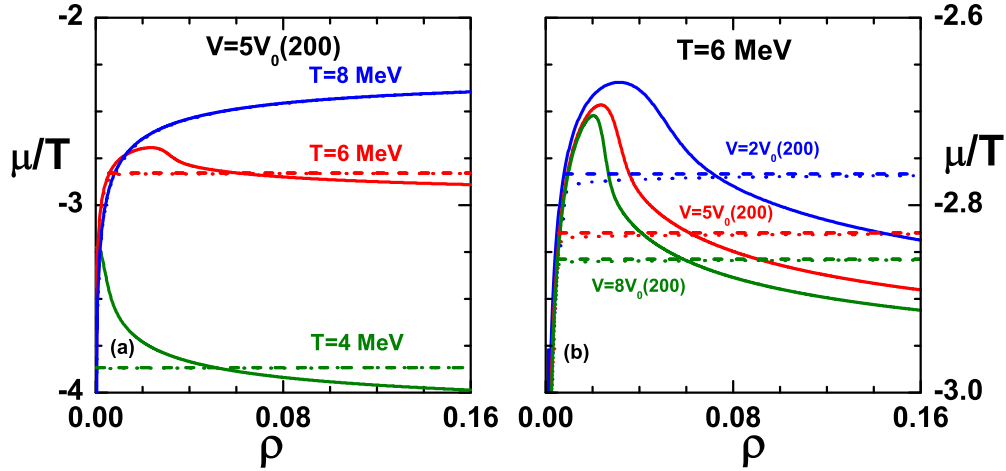 -2
-3
-4
μ/T
V=5V₀(200)
T=8 MeV
T=6 MeV
T=4 MeV
(a)
0.00 0.08 0.16
ρ
T=6 MeV
V=2V₀(200)
V=5V₀(200)
V=8V₀(200)
(b)
0.00 0.08 0.16
ρ
-2.6
-2.8
-3.0
μ/T